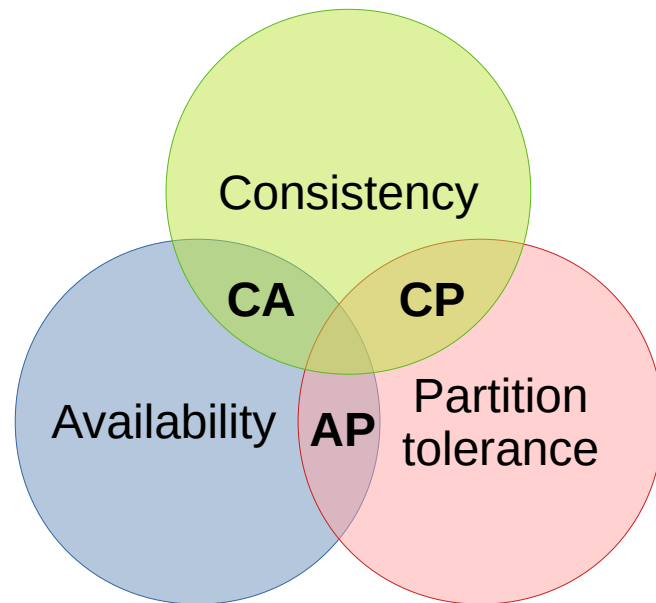 Consistency
CA
CP
Availability
AP
Partition
tolerance